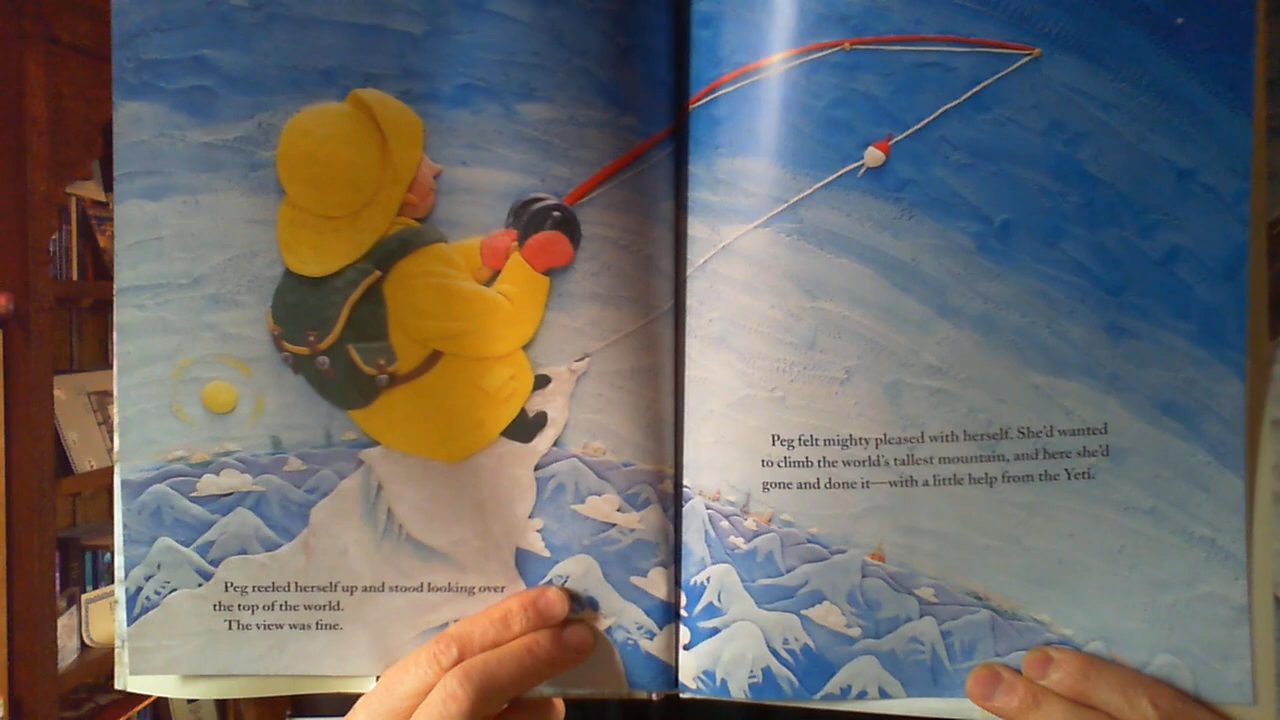 Peg reeled herself up and stood looking over
the top of the world.
The view was fine.
Peg felt mighty pleased with herself. She'd wanted
to climb the world's tallest mountain, and here she'd
gone and done it—with a little help from the Yeti.